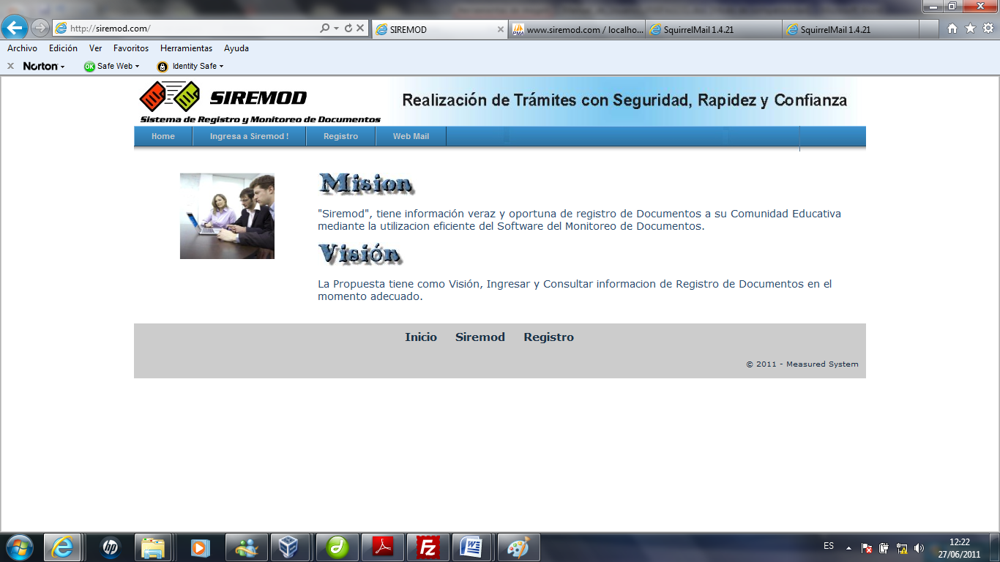 http://siremod.com/
SIREMOD
www.siremod.com / localho...
SquirrelMail 1.4.21
SquirrelMail 1.4.21
Archivo Edición Ver Favoritos Herramientas Ayuda
x Norton OK Safe Web Identity Safe
SIREMOD
Sistema de Registro y Monitoreo de Documentos
Realización de Trámites con Seguridad, Rapidez y Confianza
Home Ingresa a Siremod ! Registro Web Mail
Mision
"Siremod", tiene información veraz y oportuna de registro de Documentos a su Comunidad Educativa
mediante la utilizacion eficiente del Software del Monitoreo de Documentos.
Visión
La Propuesta tiene como Visión, Ingresar y Consultar informacion de Registro de Documentos en el
momento adecuado.
Inicio Siremod Registro
© 2011 - Measured System
hp
Fz
W
ES
12:22
27/06/2011